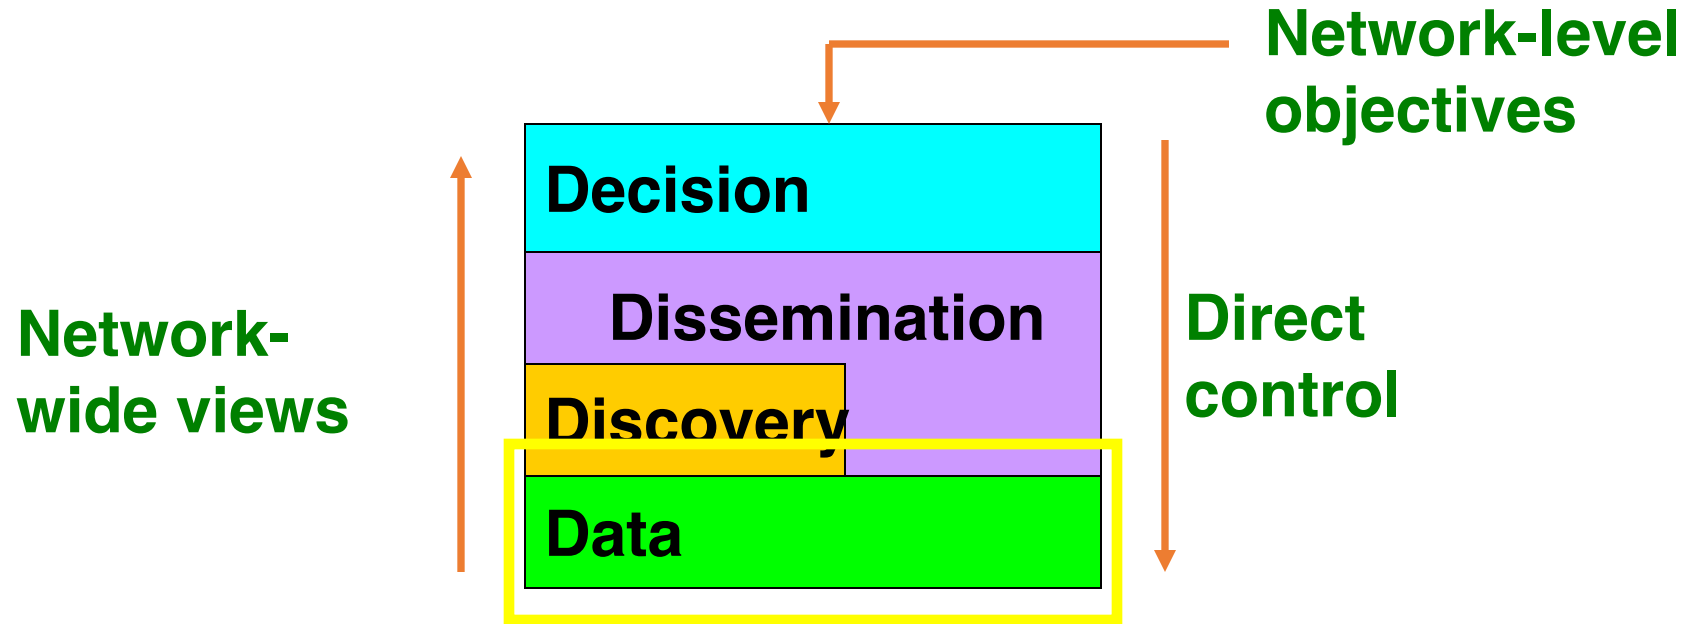 Network-level
objectives
Decision
Dissemination
Network-
wide views
Direct
control
Discovery
Data